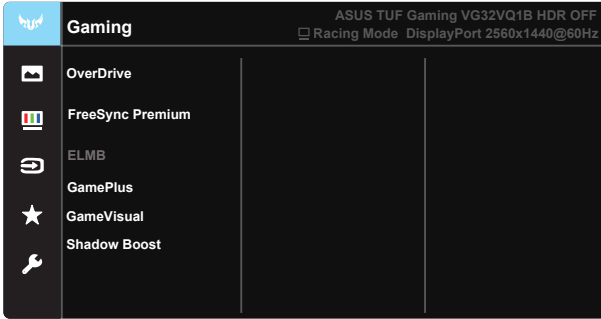 Gaming
ASUS TUF Gaming VG32VQ1B HDR OFF
Racing Mode DisplayPort 2560x1440@60Hz
OverDrive
FreeSync Premium
ELMB
GamePlus
GameVisual
Shadow Boost